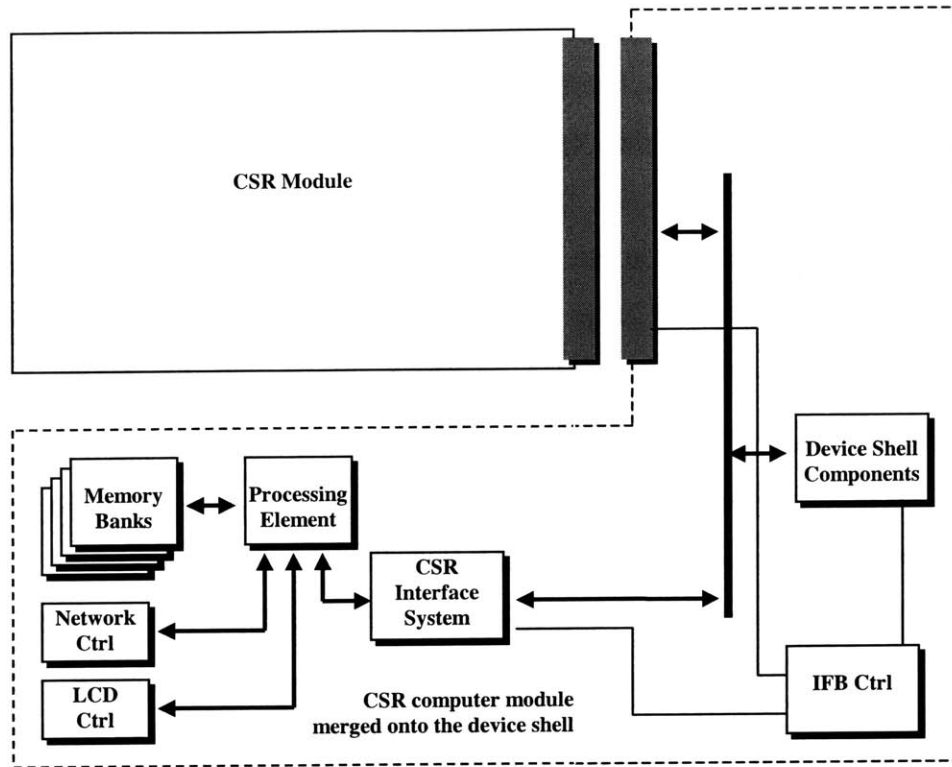 CSR Module
Device Shell
Components
Memory
Banks
Processing
Element
CSR
Interface
System
Network
Ctrl
LCD
Ctrl
CSR computer module
merged onto the device shell
IFB Ctrl